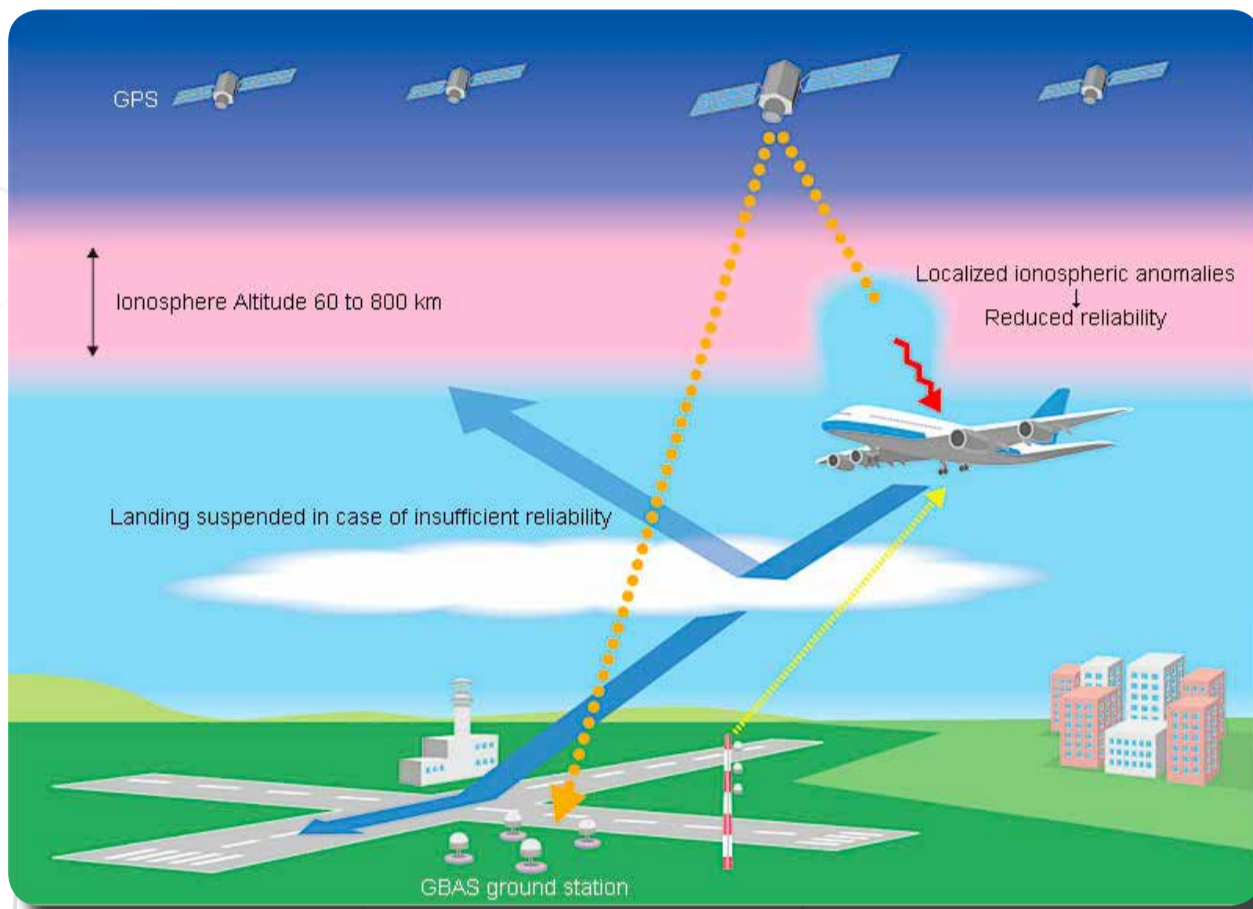 GPS
Localized ionospheric anomalies
↓
Reduced reliability
Ionosphere Altitude 60 to 800 km
Landing suspended in case of insufficient reliability
GBAS ground station